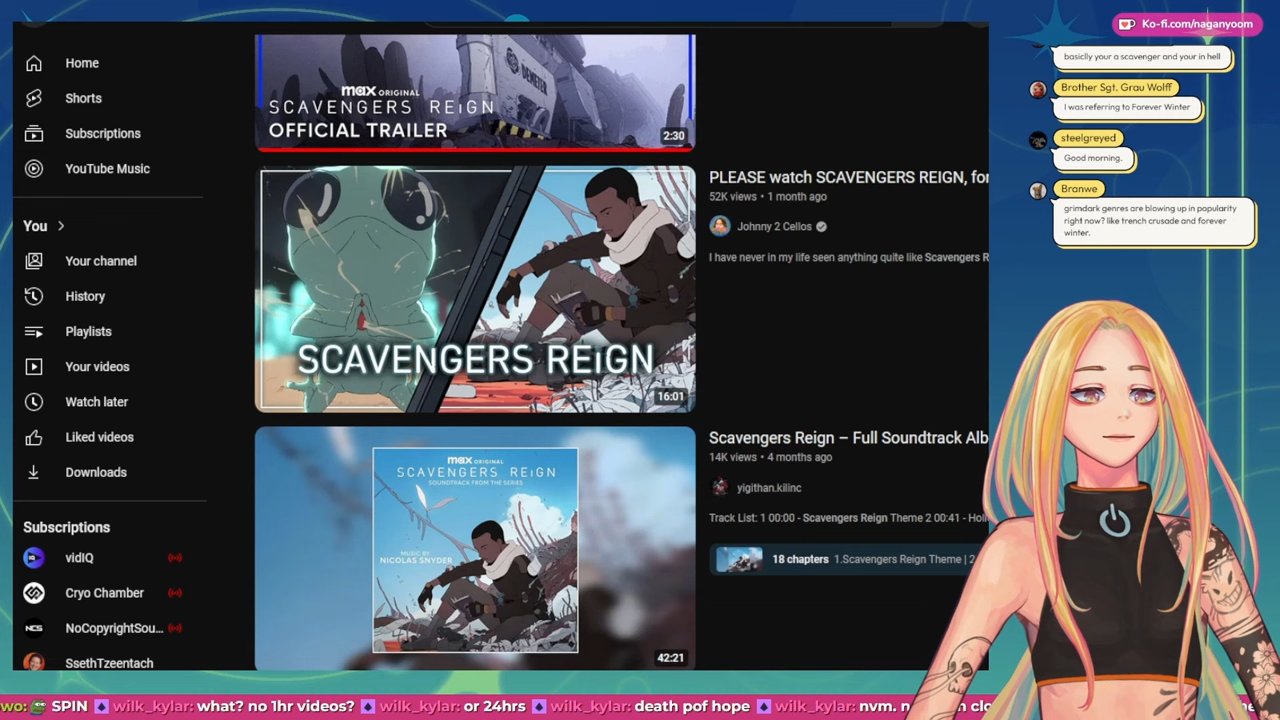 Ko-fi.com/naganyoom
Home
Shorts
Subscriptions
YouTube Music
You
Your channel
History
Playlists
Your videos
Watch later
Liked videos
Downloads
Subscriptions
vidIQ
Cryo Chamber
NCS
NoCopyrightSou...
SsethTzeentach
DEMETER
max ORIGINAL
SCAVENGERS REIGN
OFFICIAL TRAILER
2:30
SCAVENGERS REIGN
16:01
PLEASE watch SCAVENGERS REIGN, for
52K views • 1 month ago
Johnny 2 Cellos
I have never in my life seen anything quite like Scavengers R
max ORIGINAL
SCAVENGERS REIGN
SOUNDTRACK FROM THE SERIES
MUSIC BY
NICOLAS SNYDER
42:21
Scavengers Reign – Full Soundtrack Alb
14K views • 4 months ago
yigithan.kilinc
Track List: 1 00:00 - Scavengers Reign Theme 2 00:41 - Hol
18 chapters 1.Scavengers Reign Theme | 2
basiclly your a scavenger and your in hell
Brother Sgt. Grau Wolff
I was referring to Forever Winter
steelgreyed
Good morning.
Branwe
grimdark genres are blowing up in papularity
right now? like trench crusade and forever
winter.
wo: SPIN wilk_kylar: what? no 1hr videos? wilk_kylar: or 24hrs wilk_kylar: death pof hope wilk_kylar: nvm.